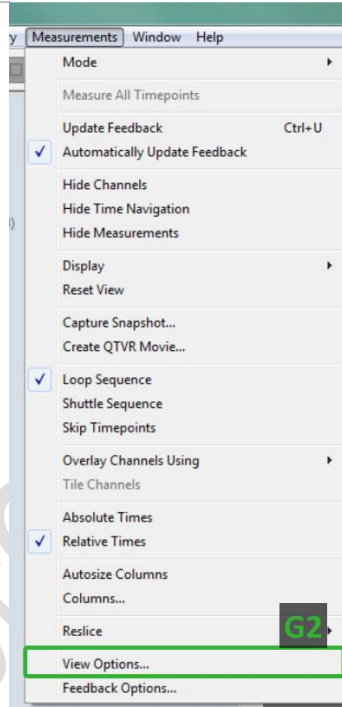 y Measurements Window Help
Mode
Measure All Timepoints
Update Feedback Ctrl+U
Automatically Update Feedback
Hide Channels
Hide Time Navigation
Hide Measurements
Display
Reset View
Capture Snapshot...
Create QTVR Movie...
Loop Sequence
Shuttle Sequence
Skip Timepoints
Overlay Channels Using
Tile Channels
Absolute Times
Relative Times
Autosize Columns
Columns...
Reslice G2
View Options...
Feedback Options...